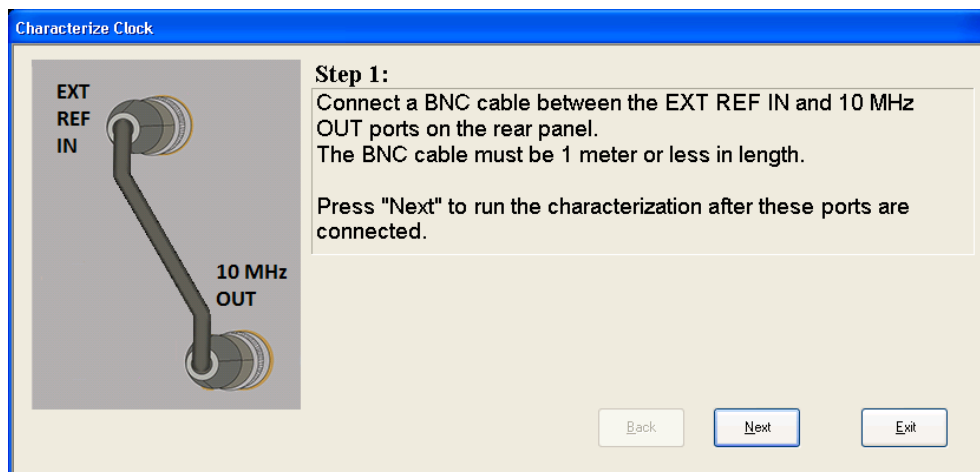 Characterize Clock
EXT
REF
IN
10 MHz
OUT
Step 1:
Connect a BNC cable between the EXT REF IN and 10 MHz
OUT ports on the rear panel.
The BNC cable must be 1 meter or less in length.
Press "Next" to run the characterization after these ports are
connected.
Back
Next
Exit